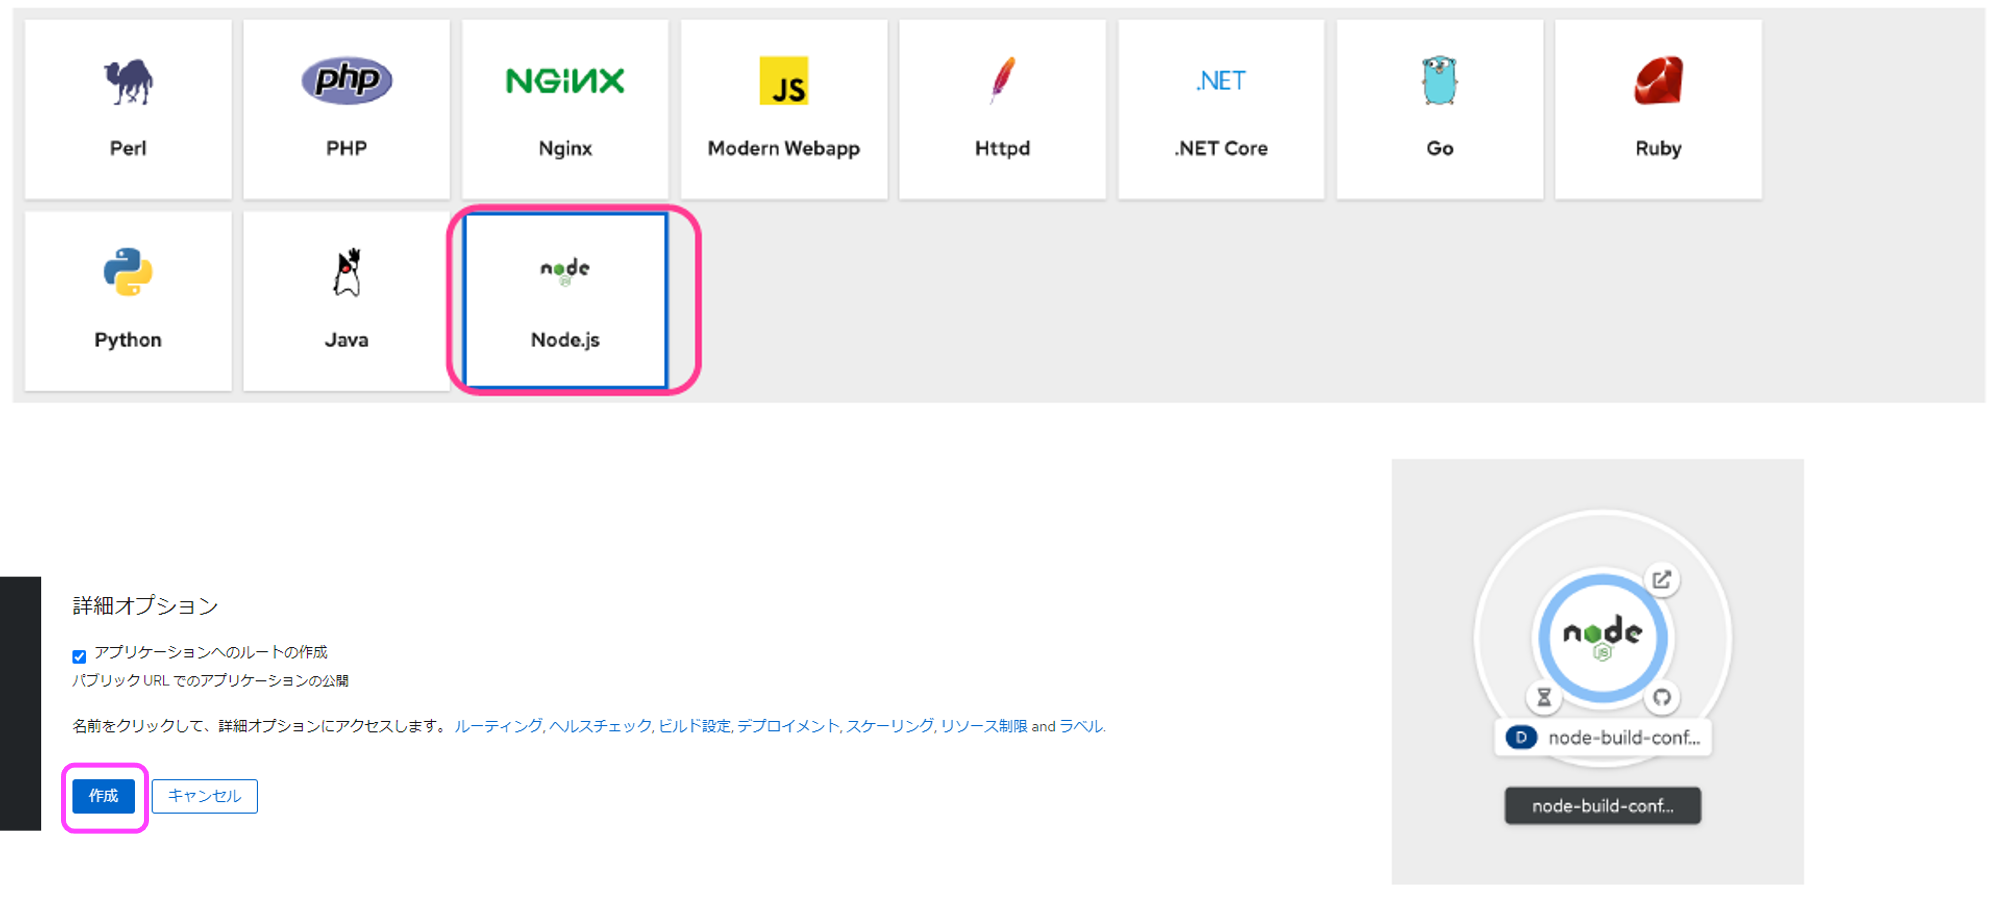 php
NGiNX
JS
.NET
Perl
PHP
Nginx
Modern Webapp
Httpd
.NET Core
Go
Ruby
node
JS
Python
Java
Node.js
詳細オプション
アプリケーションへのルートの作成
パブリック URL でのアプリケーションの公開
名前をクリックして、詳細オプションにアクセスします。 ルーティング, ヘルスチェック, ビルド設定, デプロイメント, スケーリング, リソース制限 and ラベル.
作成
キャンセル
node
JS
D node-build-conf...
node-build-conf...